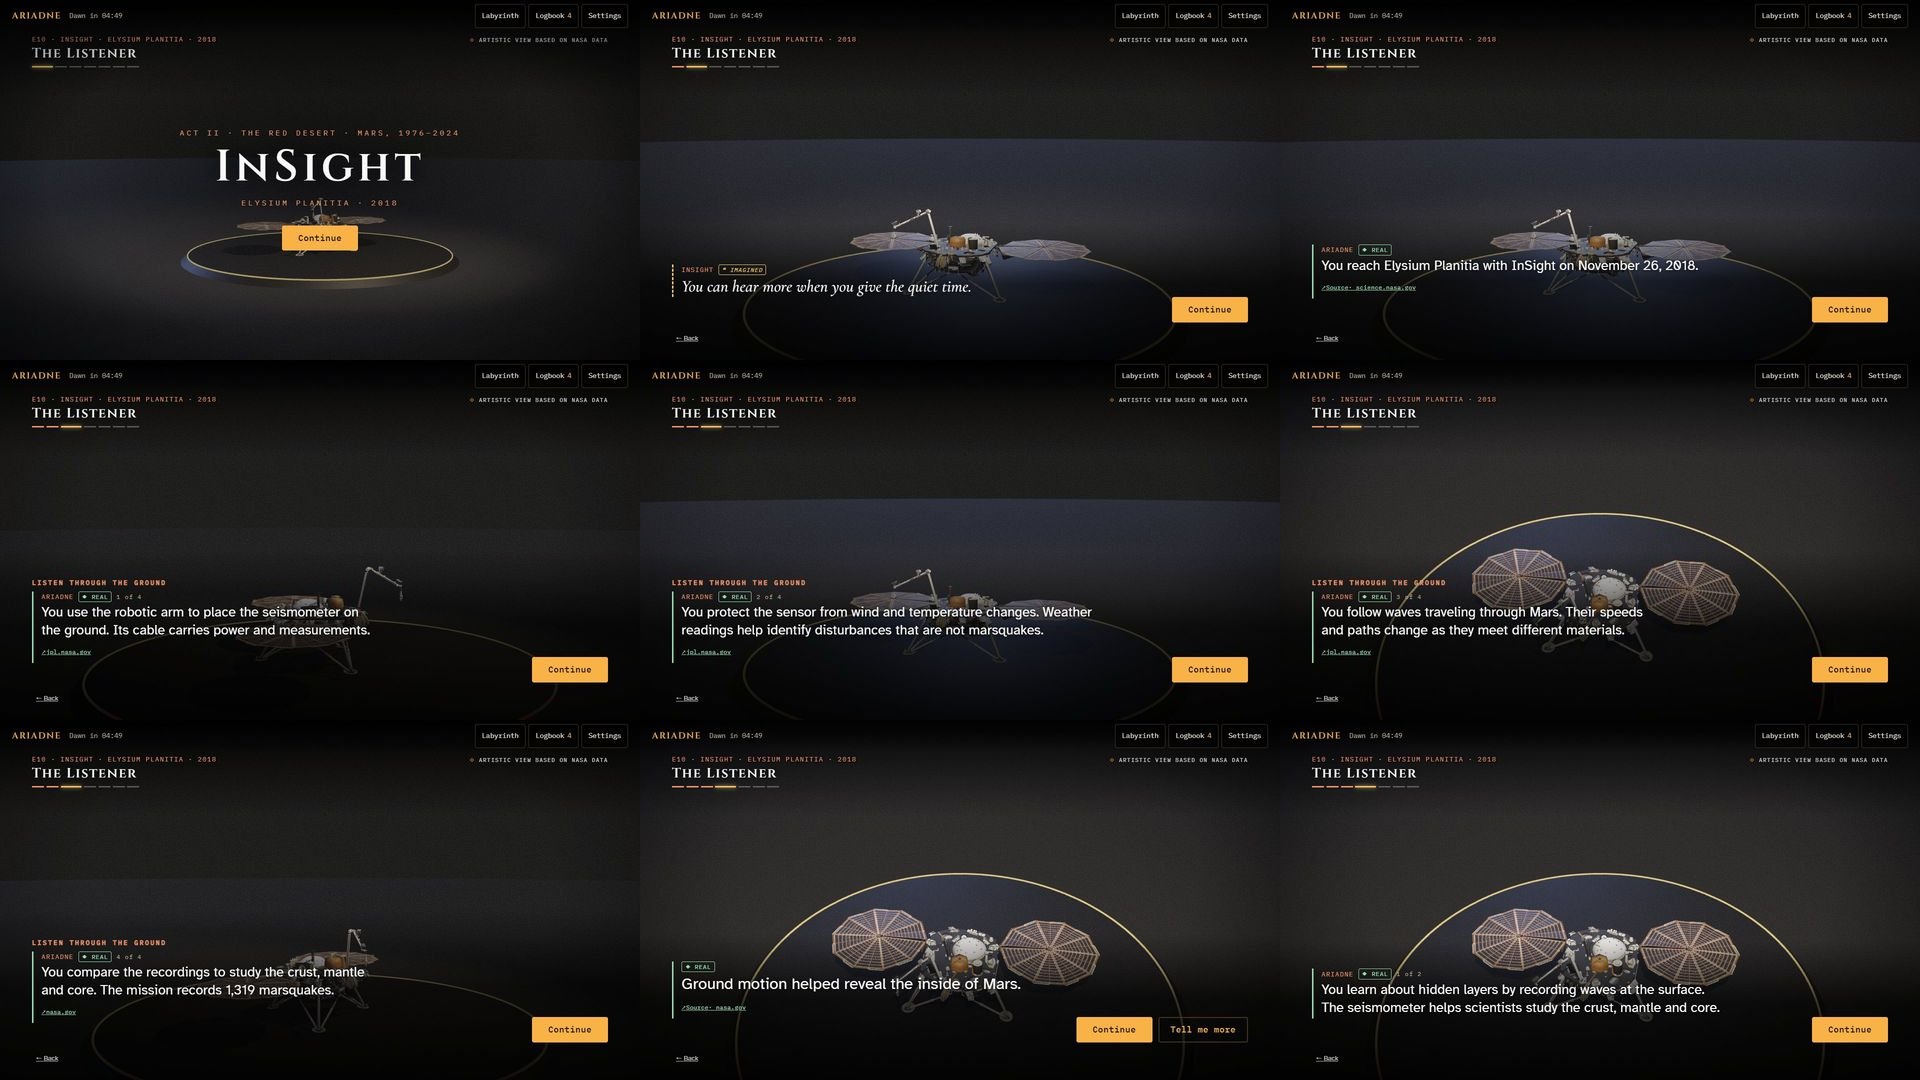 ARIADNE Dawn in 04:49 Labyrinth Logbook 4 Settings
E10 · INSIGHT · ELYSIUM PLANITIA · 2018
ARTISTIC VIEW BASED ON NASA DATA
THE LISTENER
ACT II · THE RED DESERT · MARS, 1976–2024
INSIGHT
ELYSIUM PLANITIA · 2018
Continue
ARIADNE Dawn in 04:49 Labyrinth Logbook 4 Settings
E10 · INSIGHT · ELYSIUM PLANITIA · 2018
ARTISTIC VIEW BASED ON NASA DATA
THE LISTENER
INSIGHT IMAGINED
You can hear more when you give the quiet time.
Continue
← Back
ARIADNE Dawn in 04:49 Labyrinth Logbook 4 Settings
E10 · INSIGHT · ELYSIUM PLANITIA · 2018
ARTISTIC VIEW BASED ON NASA DATA
THE LISTENER
ARIADNE ◆ REAL
You reach Elysium Planitia with InSight on November 26, 2018.
↗Source· science.nasa.gov
Continue
← Back
ARIADNE Dawn in 04:49 Labyrinth Logbook 4 Settings
E10 · INSIGHT · ELYSIUM PLANITIA · 2018
ARTISTIC VIEW BASED ON NASA DATA
THE LISTENER
LISTEN THROUGH THE GROUND
ARIADNE ◆ REAL 1 of 4
You use the robotic arm to place the seismometer on
the ground. Its cable carries power and measurements.
↗jpl.nasa.gov
Continue
← Back
ARIADNE Dawn in 04:49 Labyrinth Logbook 4 Settings
E10 · INSIGHT · ELYSIUM PLANITIA · 2018
ARTISTIC VIEW BASED ON NASA DATA
THE LISTENER
LISTEN THROUGH THE GROUND
ARIADNE ◆ REAL 2 of 4
You protect the sensor from wind and temperature changes. Weather
readings help identify disturbances that are not marsquakes.
↗jpl.nasa.gov
Continue
← Back
ARIADNE Dawn in 04:49 Labyrinth Logbook 4 Settings
E10 · INSIGHT · ELYSIUM PLANITIA · 2018
ARTISTIC VIEW BASED ON NASA DATA
THE LISTENER
LISTEN THROUGH THE GROUND
ARIADNE ◆ REAL 3 of 4
You follow waves traveling through Mars. Their speeds
and paths change as they meet different materials.
↗jpl.nasa.gov
Continue
← Back
ARIADNE Dawn in 04:49 Labyrinth Logbook 4 Settings
E10 · INSIGHT · ELYSIUM PLANITIA · 2018
ARTISTIC VIEW BASED ON NASA DATA
THE LISTENER
LISTEN THROUGH THE GROUND
ARIADNE ◆ REAL 4 of 4
You compare the recordings to study the crust, mantle
and core. The mission records 1,319 marsquakes.
↗nasa.gov
Continue
← Back
ARIADNE Dawn in 04:49 Labyrinth Logbook 4 Settings
E10 · INSIGHT · ELYSIUM PLANITIA · 2018
ARTISTIC VIEW BASED ON NASA DATA
THE LISTENER
◆ REAL
Ground motion helped reveal the inside of Mars.
↗Source· nasa.gov
Continue Tell me more
← Back
ARIADNE Dawn in 04:49 Labyrinth Logbook 4 Settings
E10 · INSIGHT · ELYSIUM PLANITIA · 2018
ARTISTIC VIEW BASED ON NASA DATA
THE LISTENER
ARIADNE ◆ REAL 1 of 2
You learn about hidden layers by recording waves at the surface.
The seismometer helps scientists study the crust, mantle and core.
Continue
← Back